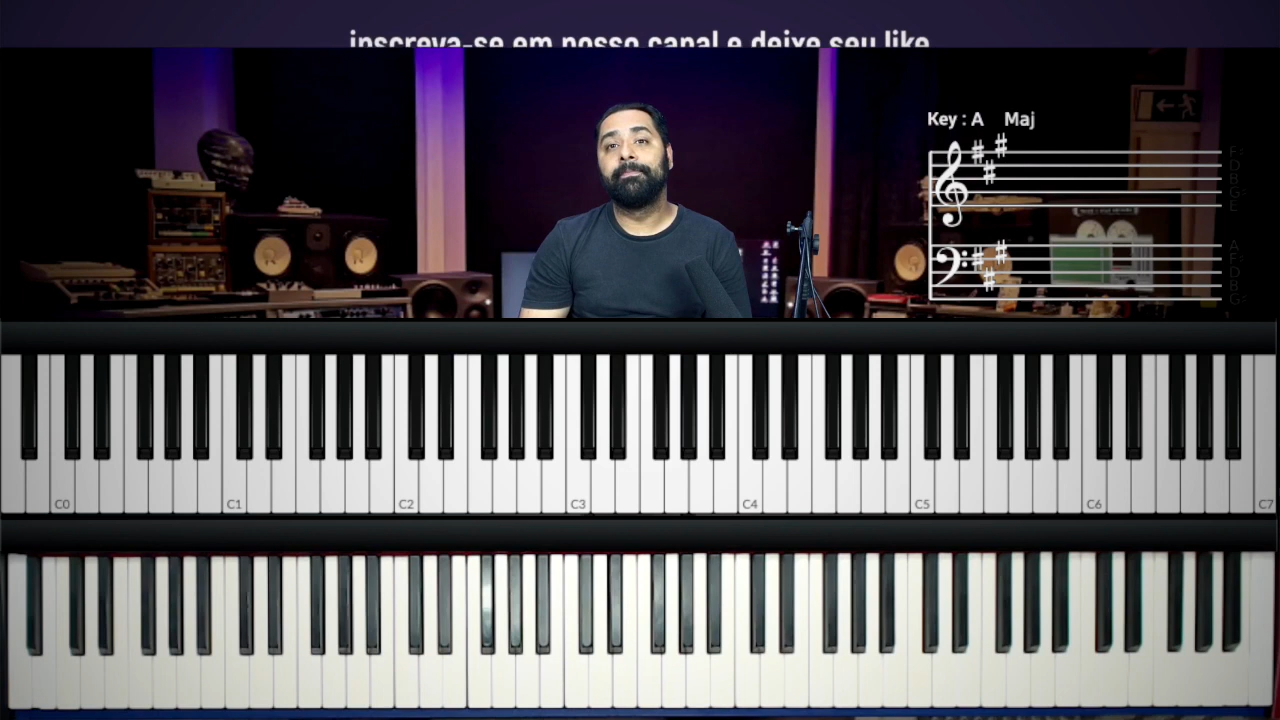 inscreva-se em nosso canal e deixe seu like
Key : A Maj
C0 C1 C2 C3 C4 C5 C6 C7